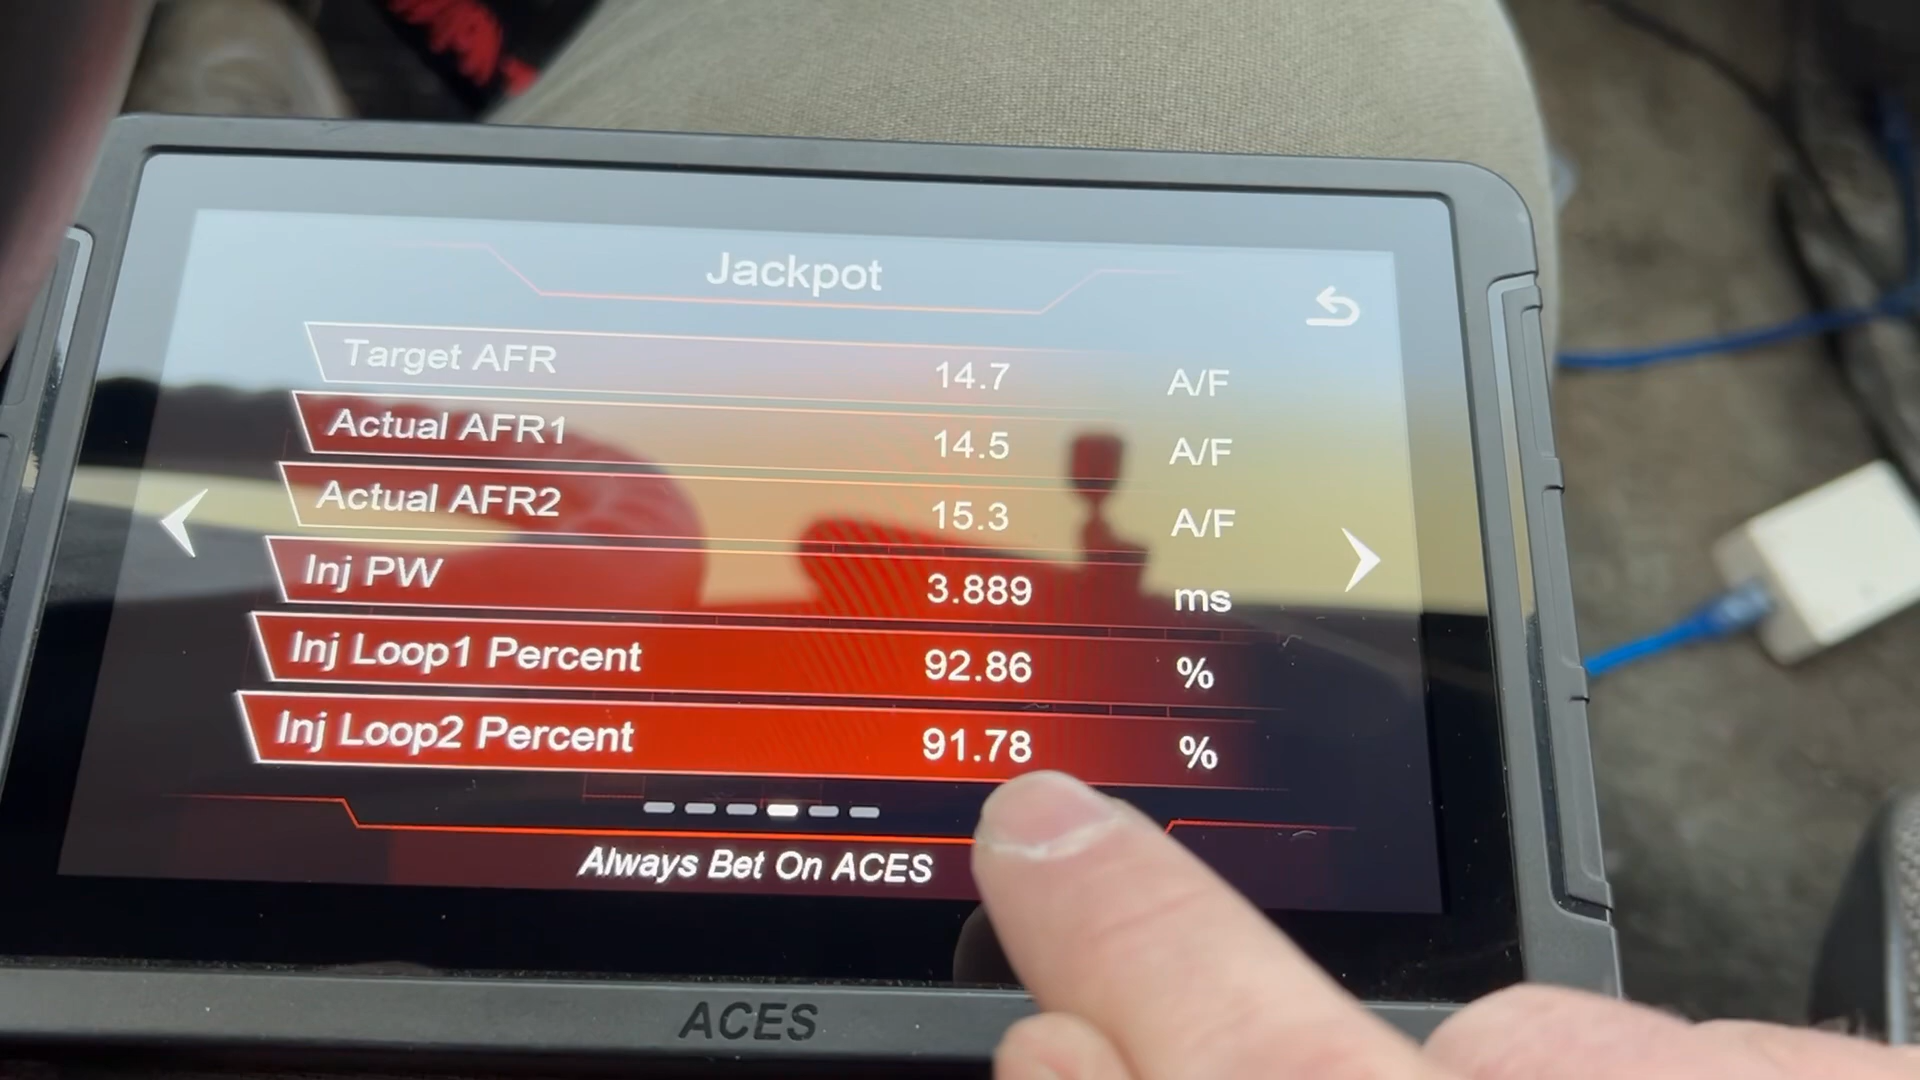 Jackpot
Target AFR 14.7 A/F
Actual AFR1 14.5 A/F
Actual AFR2 15.3 A/F
Inj PW 3.889 ms
Inj Loop1 Percent 92.86 %
Inj Loop2 Percent 91.78 %
Always Bet On ACES
ACES